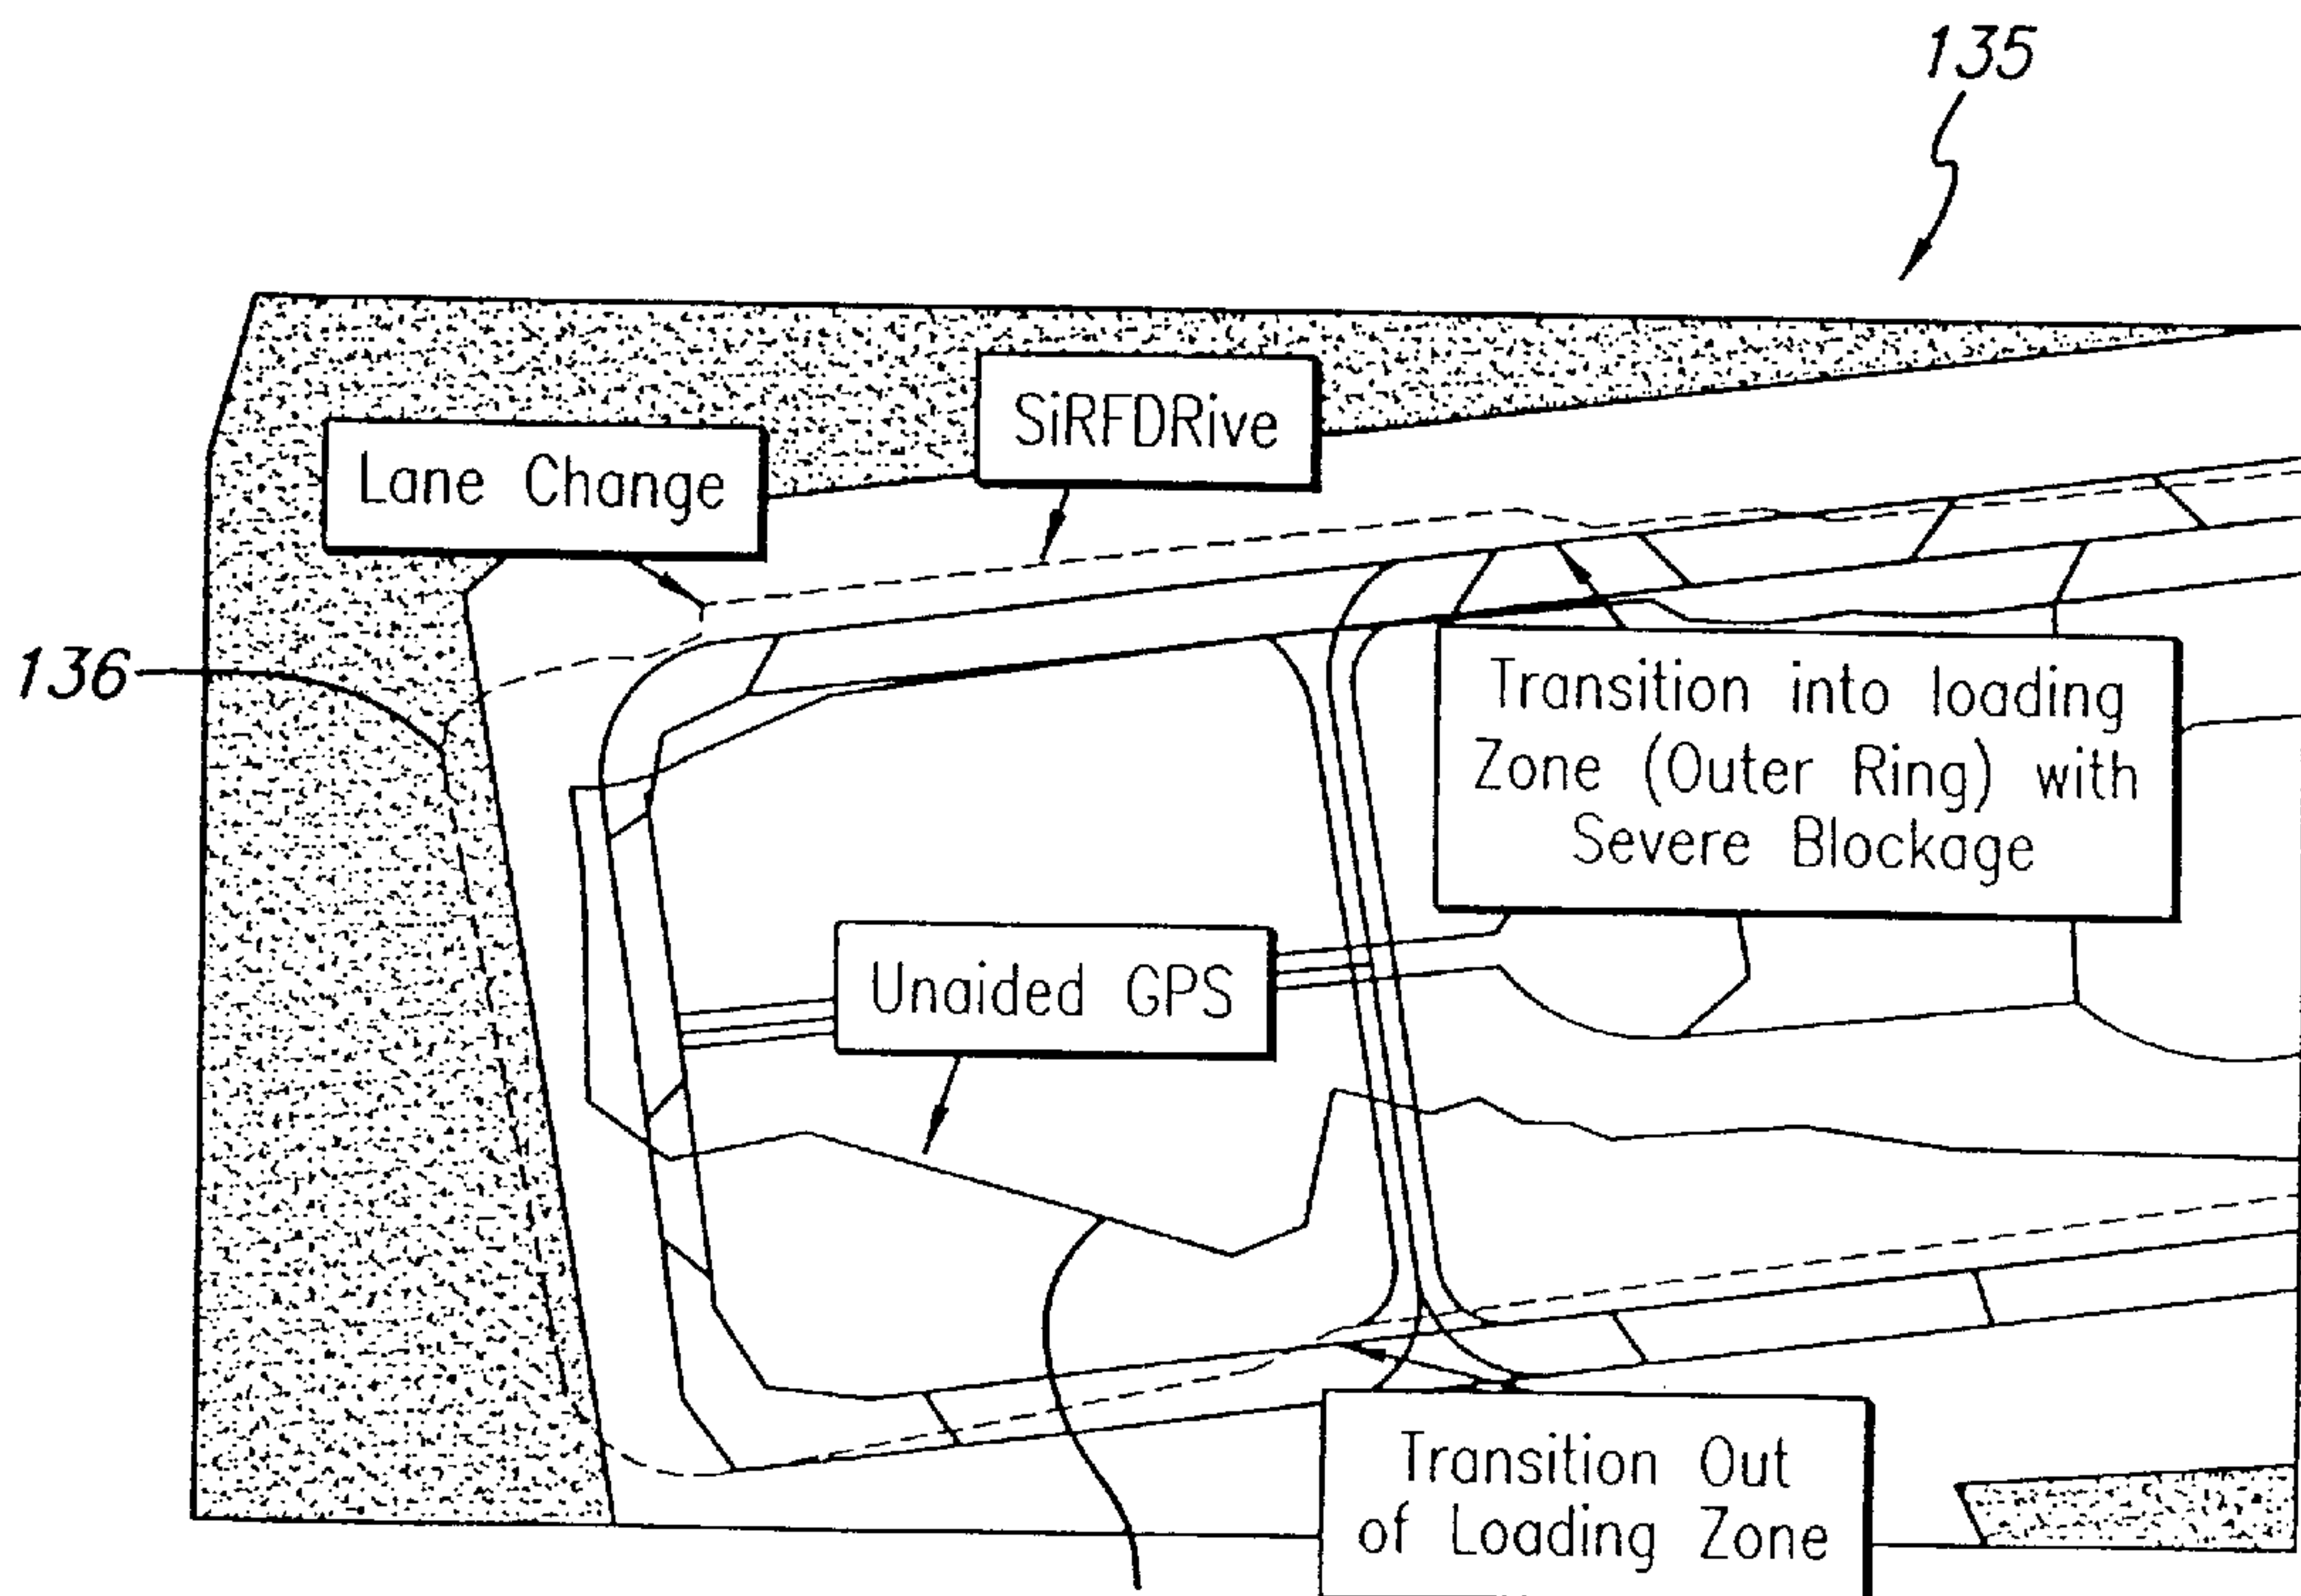 135
SiRFDRive
Lane Change
136
Transition into loading
Zone (Outer Ring) with
Severe Blockage
Unaided GPS
Transition Out
of Loading Zone